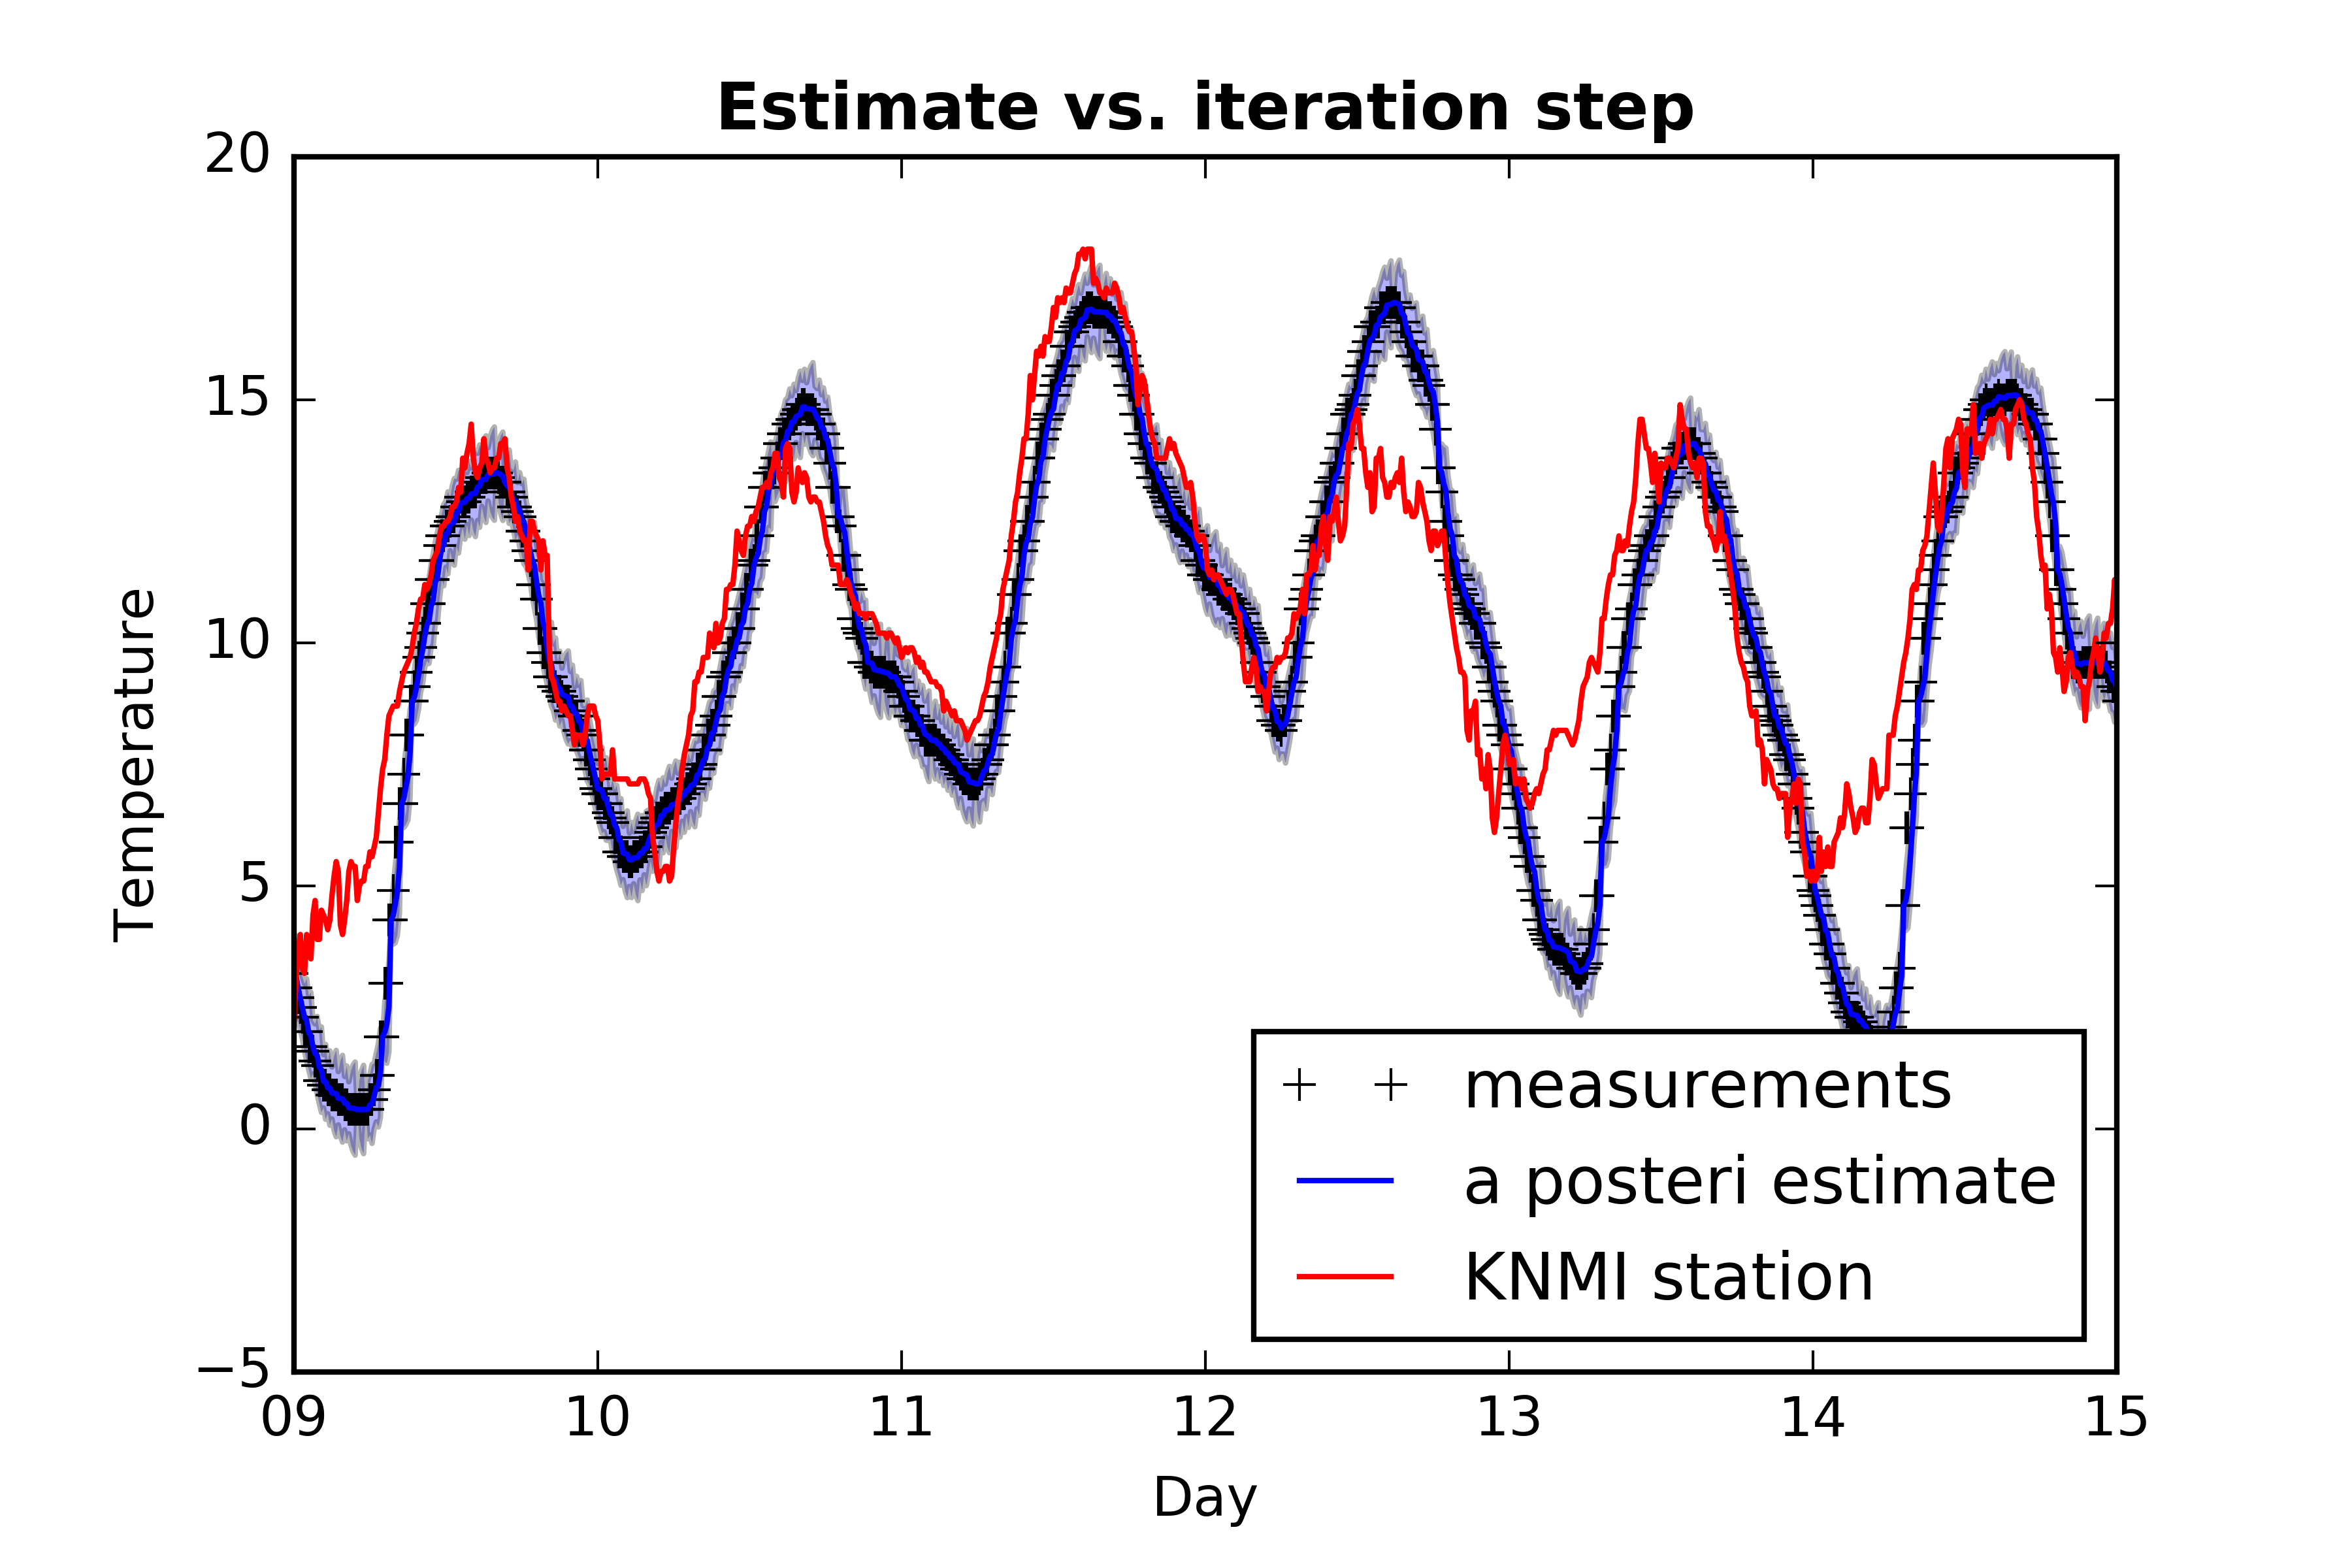 Estimate vs. iteration step
20
15
10
5
0
−5
Temperature
09
10
11
12
13
14
15
Day
measurements
a posteri estimate
KNMI station